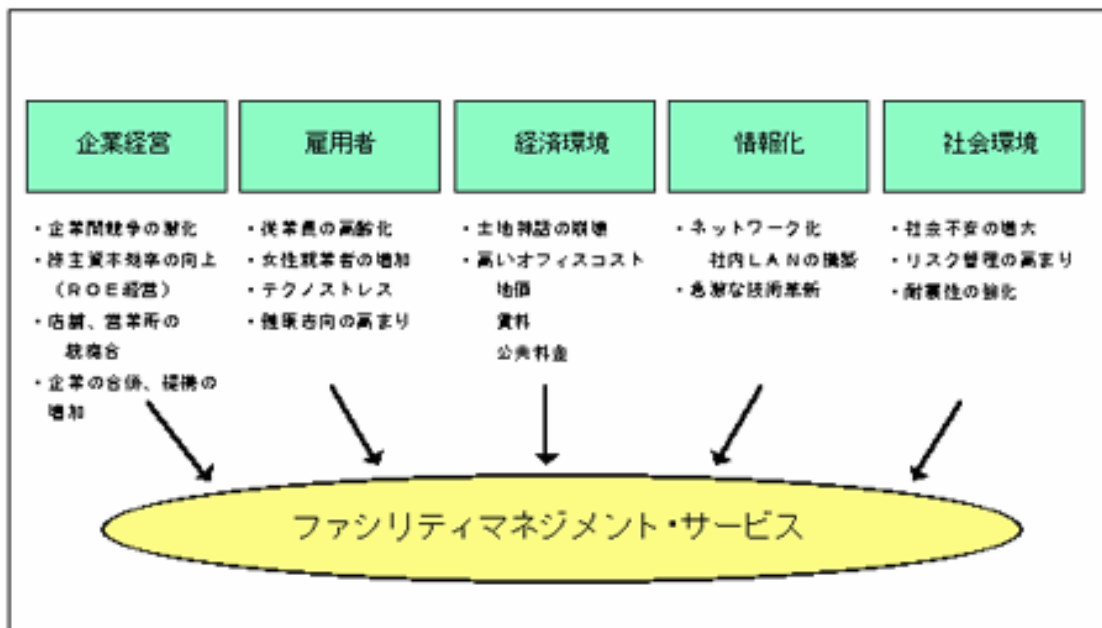 企業経営
・企業間競争の激化
・株主資本効率の向上
（ＲＯＥ経営）
・店舗、営業所の
統廃合
・企業の合併、提携の
増加
雇用者
・従業員の高齢化
・女性就業者の増加
・テクノストレス
・健康志向の高まり
経済環境
・土地神話の崩壊
・高いオフィスコスト
地価
賃料
公共料金
情報化
・ネットワーク化
社内ＬＡＮの構築
・急激な技術革新
社会環境
・社会不安の増大
・リスク管理の高まり
・耐震性の強化
ファシリティマネジメント・サービス